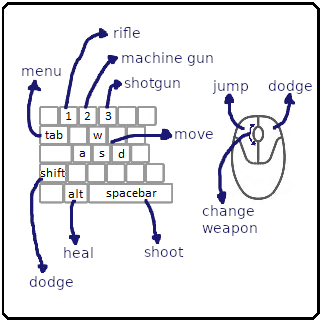 rifle
machine gun
menu
shotgun
jump
dodge
1 2 3
tab w
move
a s d
shift
alt spacebar
change
weapon
heal
shoot
dodge